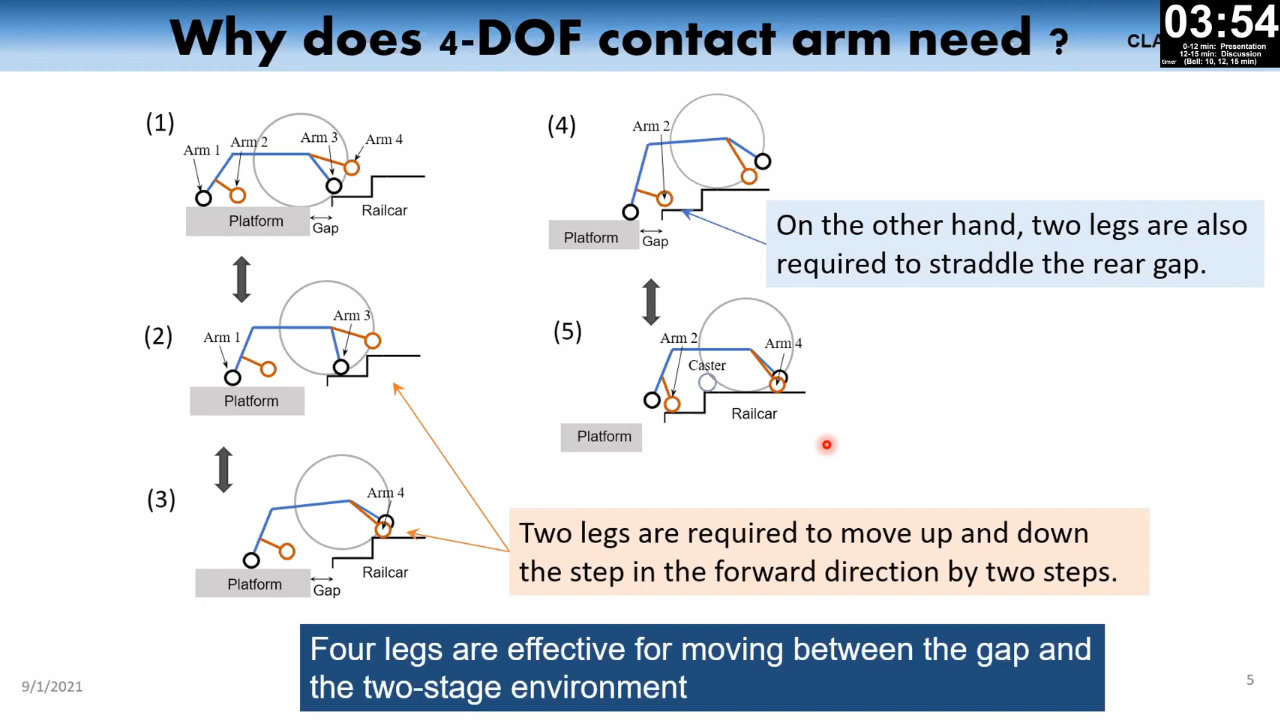 Why does 4-DOF contact arm need ?
CLA
03:54
0-12 min: Presentation
12-15 min: Discussion
timer
(Bell: 10, 12, 15 min)
(1)
Arm 1
Arm 2
Arm 3
Arm 4
Platform
Gap
Railcar
(2)
Arm 1
Arm 3
Platform
(3)
Arm 4
Platform
Gap
Railcar
(4)
Arm 2
Platform
Gap
On the other hand, two legs are also
required to straddle the rear gap.
(5)
Arm 2
Arm 4
Caster
Railcar
Platform
Two legs are required to move up and down
the step in the forward direction by two steps.
Four legs are effective for moving between the gap and
the two-stage environment
9/1/2021
5